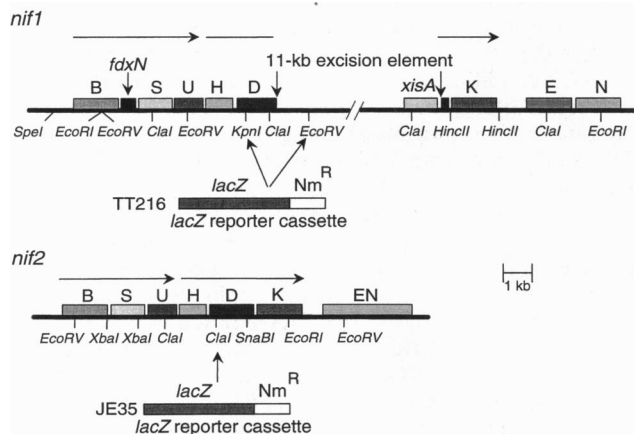 nif1
fdxN
11-kb excision element
B S U H D xisA K E N
SpeI EcoRI EcoRV ClaI EcoRV KpnI ClaI EcoRV ClaI HincII HincII ClaI EcoRI
TT216 lacZ Nm R
lacZ reporter cassette
nif2
1 kb
B S U H D K EN
EcoRV XbaI XbaI ClaI ClaI SnaBI EcoRI EcoRV
JE35 lacZ Nm R
lacZ reporter cassette